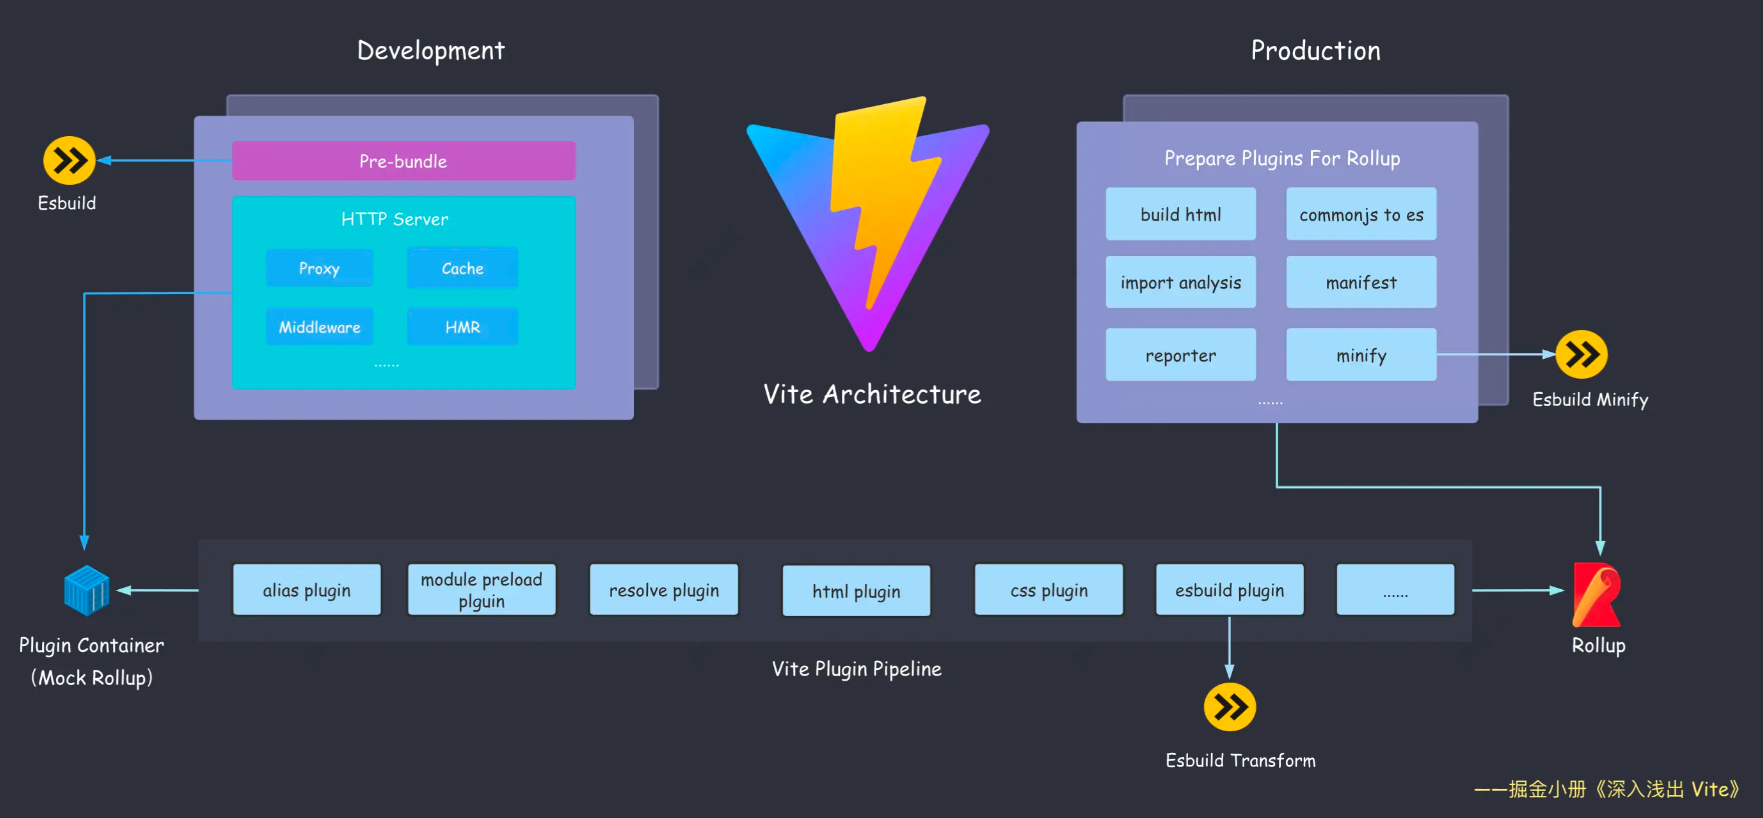 Development
Production
Pre-bundle
Esbuild
HTTP Server
Proxy
Cache
Middleware
HMR
......
Vite Architecture
Prepare Plugins For Rollup
build html
commonjs to es
import analysis
manifest
reporter
minify
......
Esbuild Minify
alias plugin
module preload
plguin
resolve plugin
html plugin
css plugin
esbuild plugin
......
Plugin Container
(Mock Rollup)
Vite Plugin Pipeline
Rollup
Esbuild Transform
——掘金小册《深入浅出 Vite》